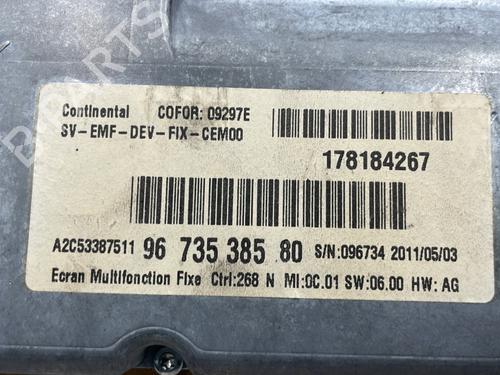 Continental COFOR: 09297E
SV-EMF-DEV-FIX-CEM00
178184267
A2C53387511 96 735 385 80 S/N:096734 2011/05/03
Ecran Multifonction Fixe Ctrl:268 N MI:0C.01 SW:06.00 HW: AG